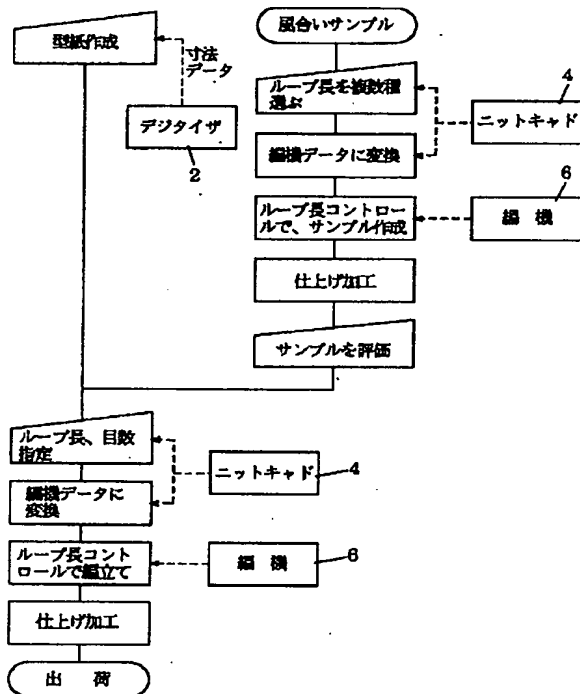 型紙作成
寸法
データ
デジタイザ
2
風合いサンプル
ループ長を複数種
選ぶ
4
ニットキャド
編機データに変換
6
ループ長コントロー
ルで、サンプル作成
編 機
仕上げ加工
サンプルを評価
ループ長、目数
指定
ニットキャド
4
編機データに
変換
ループ長コント
ロールで編立て
編 機
6
仕上げ加工
出 荷